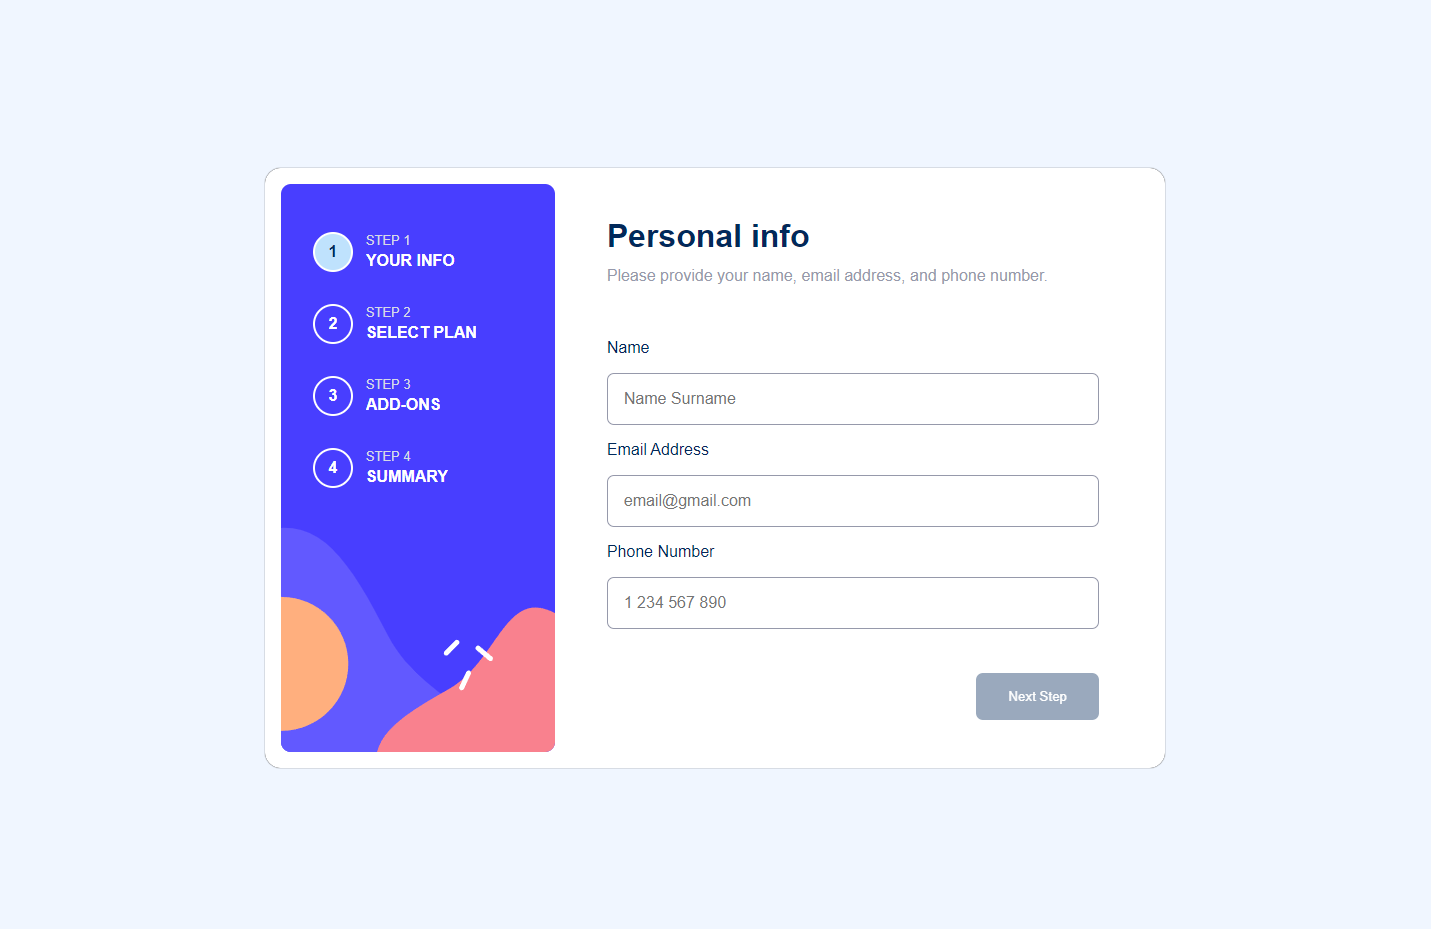 1
STEP 1
YOUR INFO
2
STEP 2
SELECT PLAN
3
STEP 3
ADD-ONS
4
STEP 4
SUMMARY
Personal info
Please provide your name, email address, and phone number.
Name
Name Surname
Email Address
email@gmail.com
Phone Number
1 234 567 890
Next Step